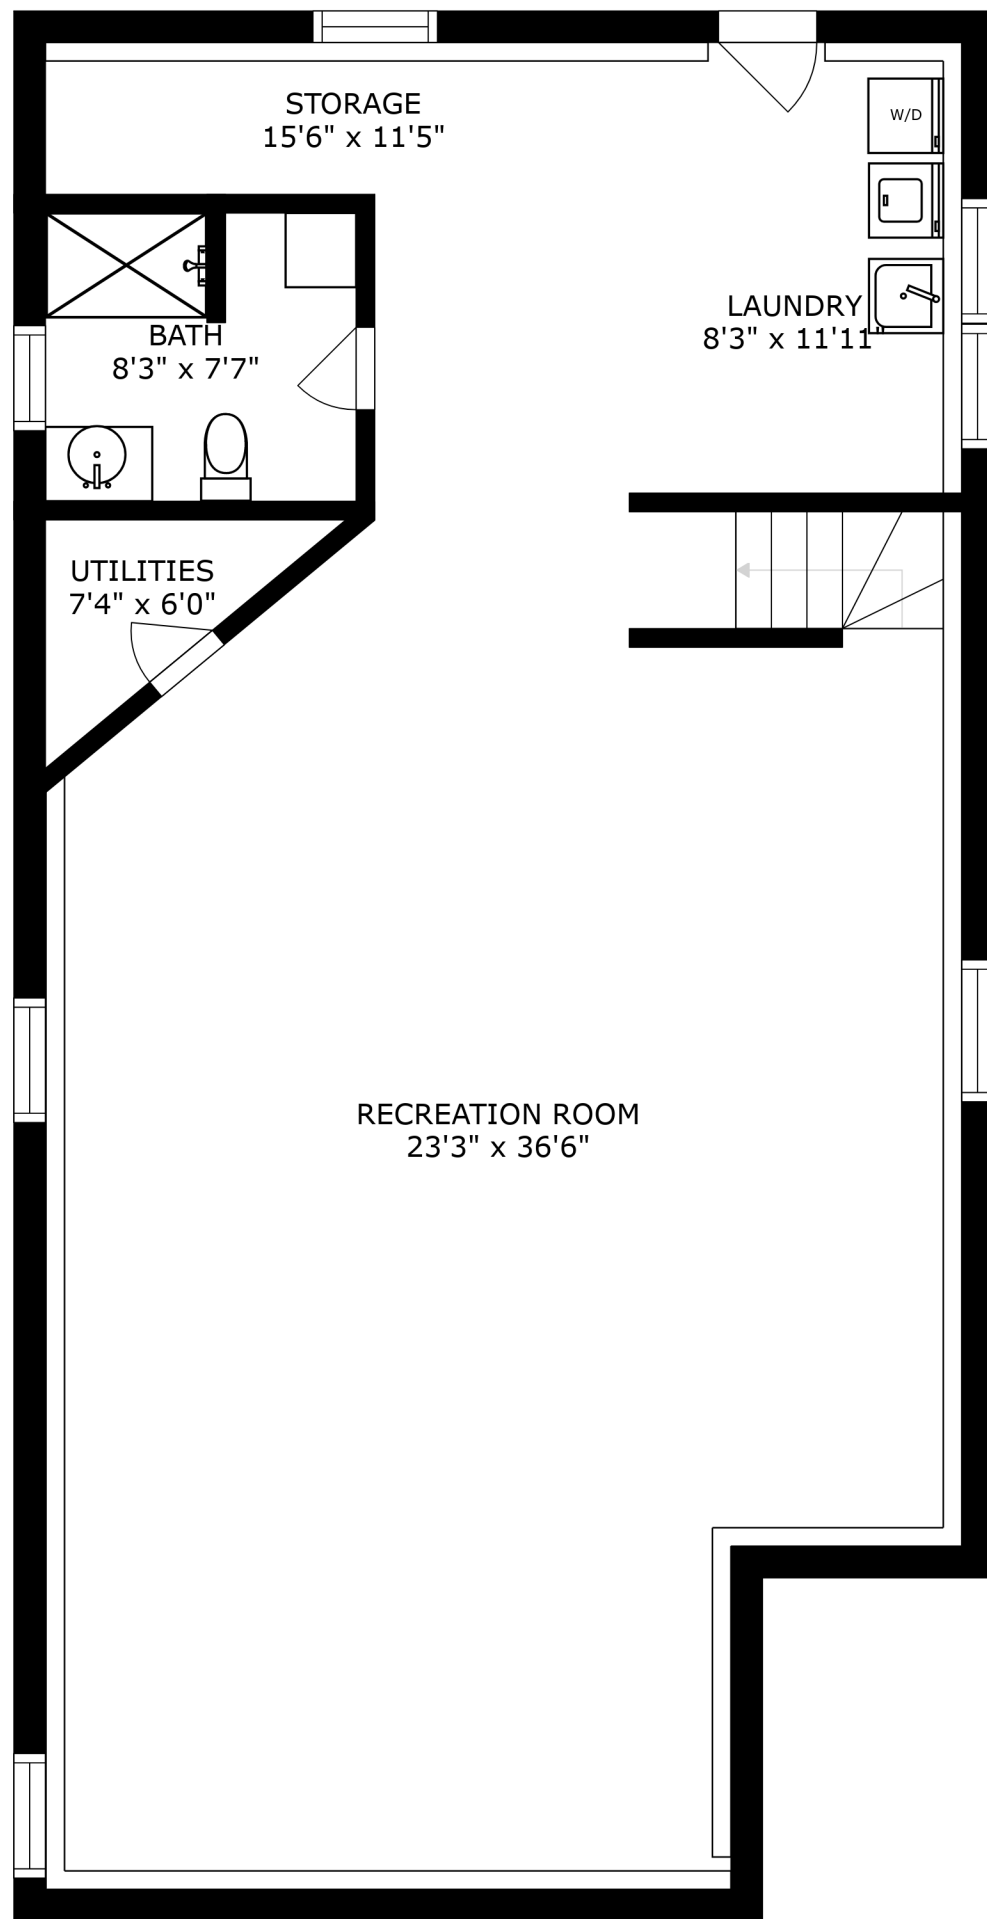 STORAGE
15'6" x 11'5"
W/D
LAUNDRY
8'3" x 11'11"
BATH
8'3" x 7'7"
UTILITIES
7'4" x 6'0"
RECREATION ROOM
23'3" x 36'6"